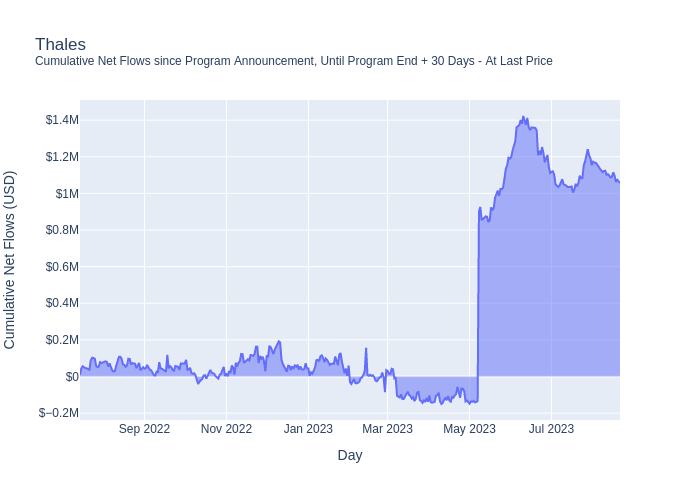 Thales
Cumulative Net Flows since Program Announcement, Until Program End + 30 Days - At Last Price
Cumulative Net Flows (USD)
$1.4M
$1.2M
$1M
$0.8M
$0.6M
$0.4M
$0.2M
$0
$−0.2M
Sep 2022
Nov 2022
Jan 2023
Mar 2023
May 2023
Jul 2023
Day